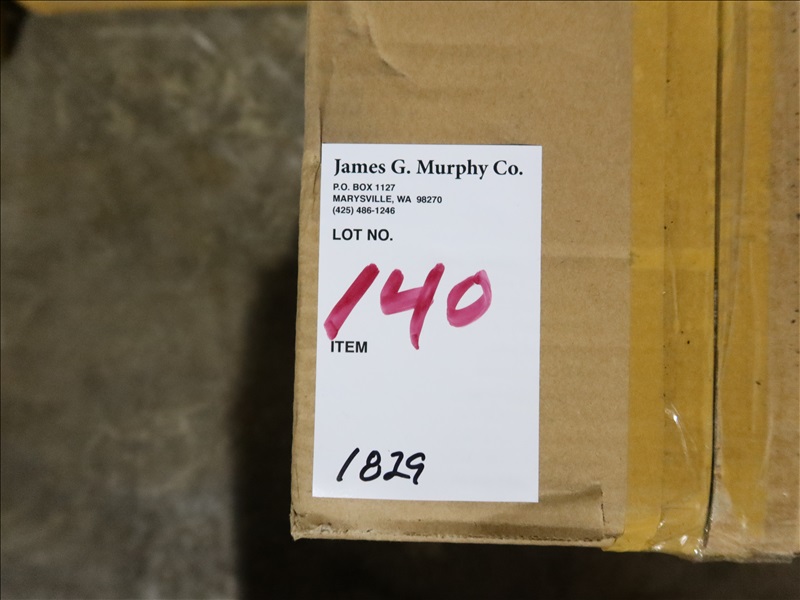 James G. Murphy Co.
P.O. BOX 1127
MARYSVILLE, WA 98270
(425) 486-1246
LOT NO.
140
ITEM
1829